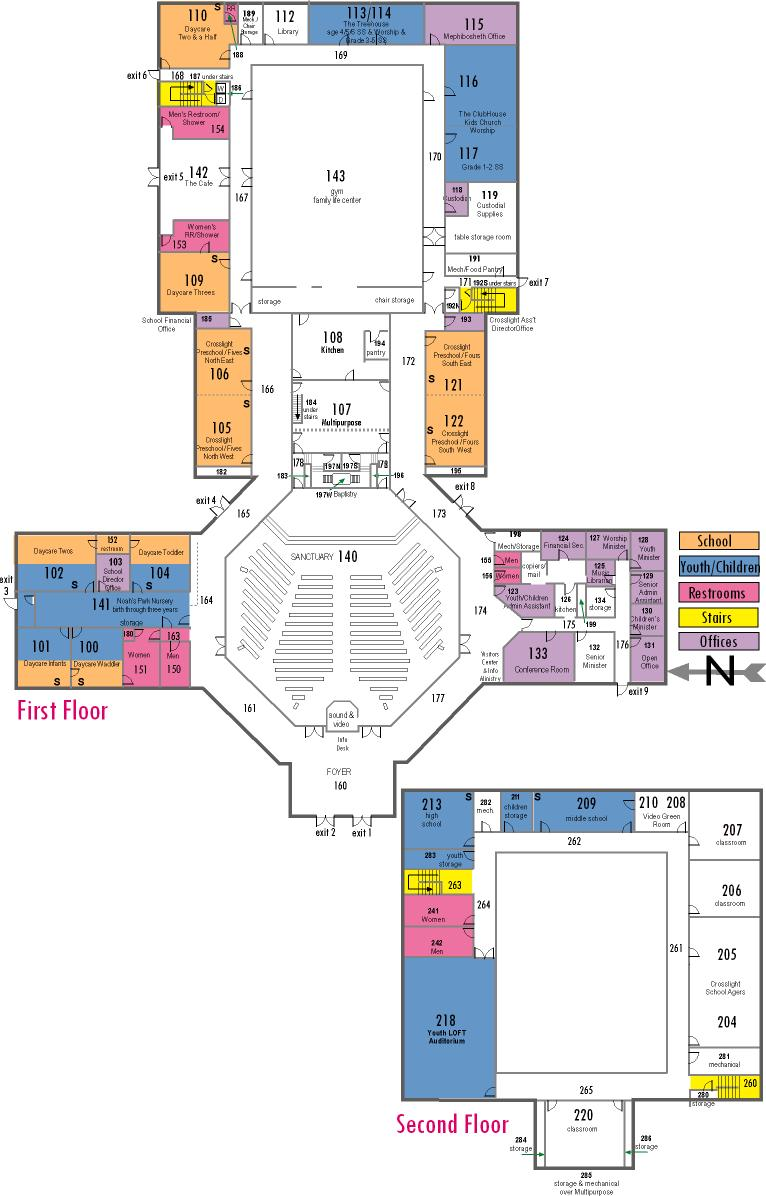 110
Daycare
Two & a Half
RR
189
Mech./
Chair
Storage
112
Library
113/114
The Treehouse
age 4/5/6 SS & Worship &
Grade 3-5 SS
115
Mephibosheth Office
188
169
exit 6
168
187 under stairs
186
W
D
116
The ClubHouse
Kids Church
Worship
Men's Restroom/
Shower
154
exit 5
142
The Cafe
143
gym
family life center
170
117
Grade 1-2 SS
167
118
Custodian
119
Custodial
Supplies
Women's
RR/Shower
153
table storage room
191
Mech/Food Pantry
S
109
Daycare Threes
171
192S under stairs
exit 7
192N
storage
chair storage
School Financial
Office
185
193
Crosslight Ass't
Director Office
108
Kitchen
194
pantry
Crosslight
Preschool/Fives
North East
S
106
Crosslight
Preschool/Fours
South East
S
121
172
166
184
under
stairs
107
Multipurpose
S
105
Crosslight
Preschool/Fives
North West
122
S
Crosslight
Preschool/Fours
South West
182
195
178
197N
197S
179
183
196
197W Baptistry
exit 4
exit 8
165
173
SANCTUARY 140
Daycare Twos
152
restroom
Daycare Toddler
102
S
103
School
Director
Office
104
S
exit
3
141
Noah's Park Nursery
birth through three years
storage
164
101
100
180
163
Daycare Infants
S
Daycare Waddler
S
Women
151
Men
150
198
Mech/Storage
124
Financial Sec.
127
Worship
Minister
128
Youth
Minister
155
Men
156
Women
copiers/
mail
125
Music
Librarian
129
Senior
Admin
Assistant
123
Youth/Children
Admin Assistant
126
kitchen
134
storage
130
Children's
Minister
174
175
199
176
Visitors
Center
& Info
Ministry
133
Conference Room
132
Senior
Minister
131
Open
Office
exit 9
School
Youth/Children
Restrooms
Stairs
Offices
N
First Floor
161
177
sound &
video
Info
Desk
FOYER
160
exit 2
exit 1
213
high
school
S
282
mech.
211
children
storage
S
209
middle school
210
208
Video Green
Room
207
classroom
262
283
youth
storage
263
264
206
classroom
241
Women
242
Men
261
205
Crosslight
School Agers
204
218
Youth LOFT
Auditorium
281
mechanical
260
280
storage
265
Second Floor
220
classroom
284
storage
286
storage
285
storage & mechanical
over Multipurpose